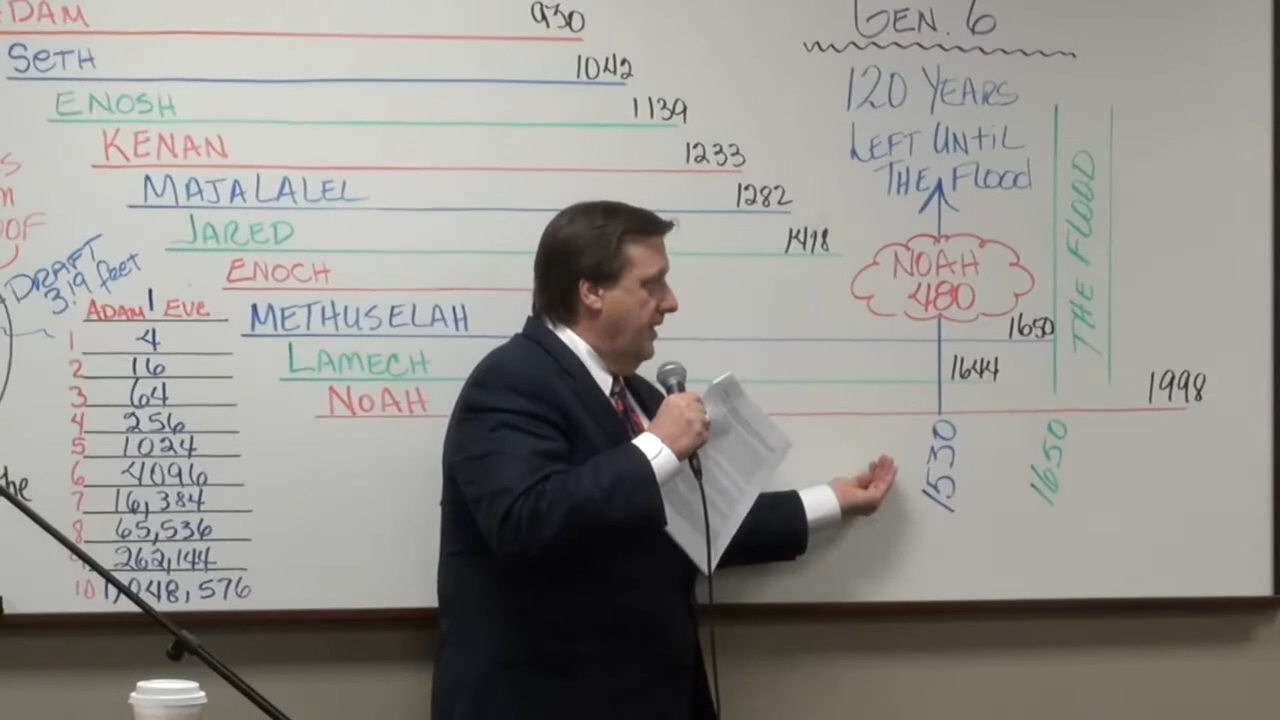 ADAM 930
SETH 1042
ENOSH 1139
KENAN 1233
MAJALALEL 1282
JARED
ENOCH
METHUSELAH 1650
LAMECH 1644
NOAH 1998
DRAFT
3.9 feet
ADAM / EVE
1 4
2 16
3 64
4 256
5 1024
6 4096
7 16,384
8 65,536
262,144
10 1,048,576
the
GEN. 6
120 YEARS
LEFT UNTIL
THE FLOOD
NOAH
480
1530
1650
THE FLOOD